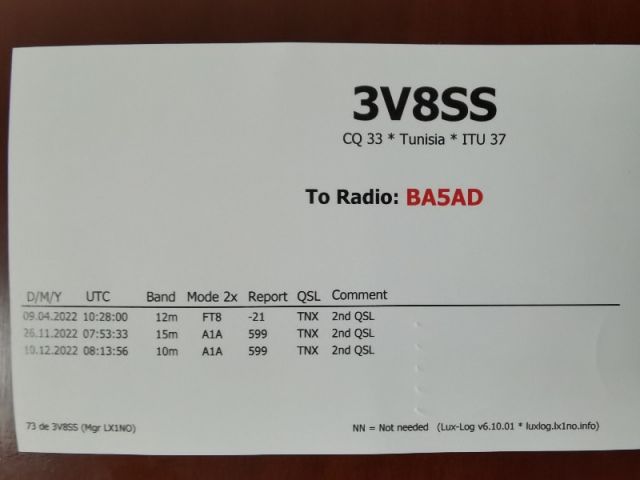 3V8SS
CQ 33 * Tunisia * ITU 37
To Radio: BA5AD
D/M/Y UTC Band Mode 2x Report QSL Comment
09.04.2022 10:28:00 12m FT8 -21 TNX 2nd QSL
26.11.2022 07:53:33 15m A1A 599 TNX 2nd QSL
10.12.2022 08:13:56 10m A1A 599 TNX 2nd QSL
73 de 3V8SS (Mgr LX1NO) NN = Not needed (Lux-Log v6.10.01 * luxlog.lx1no.info)